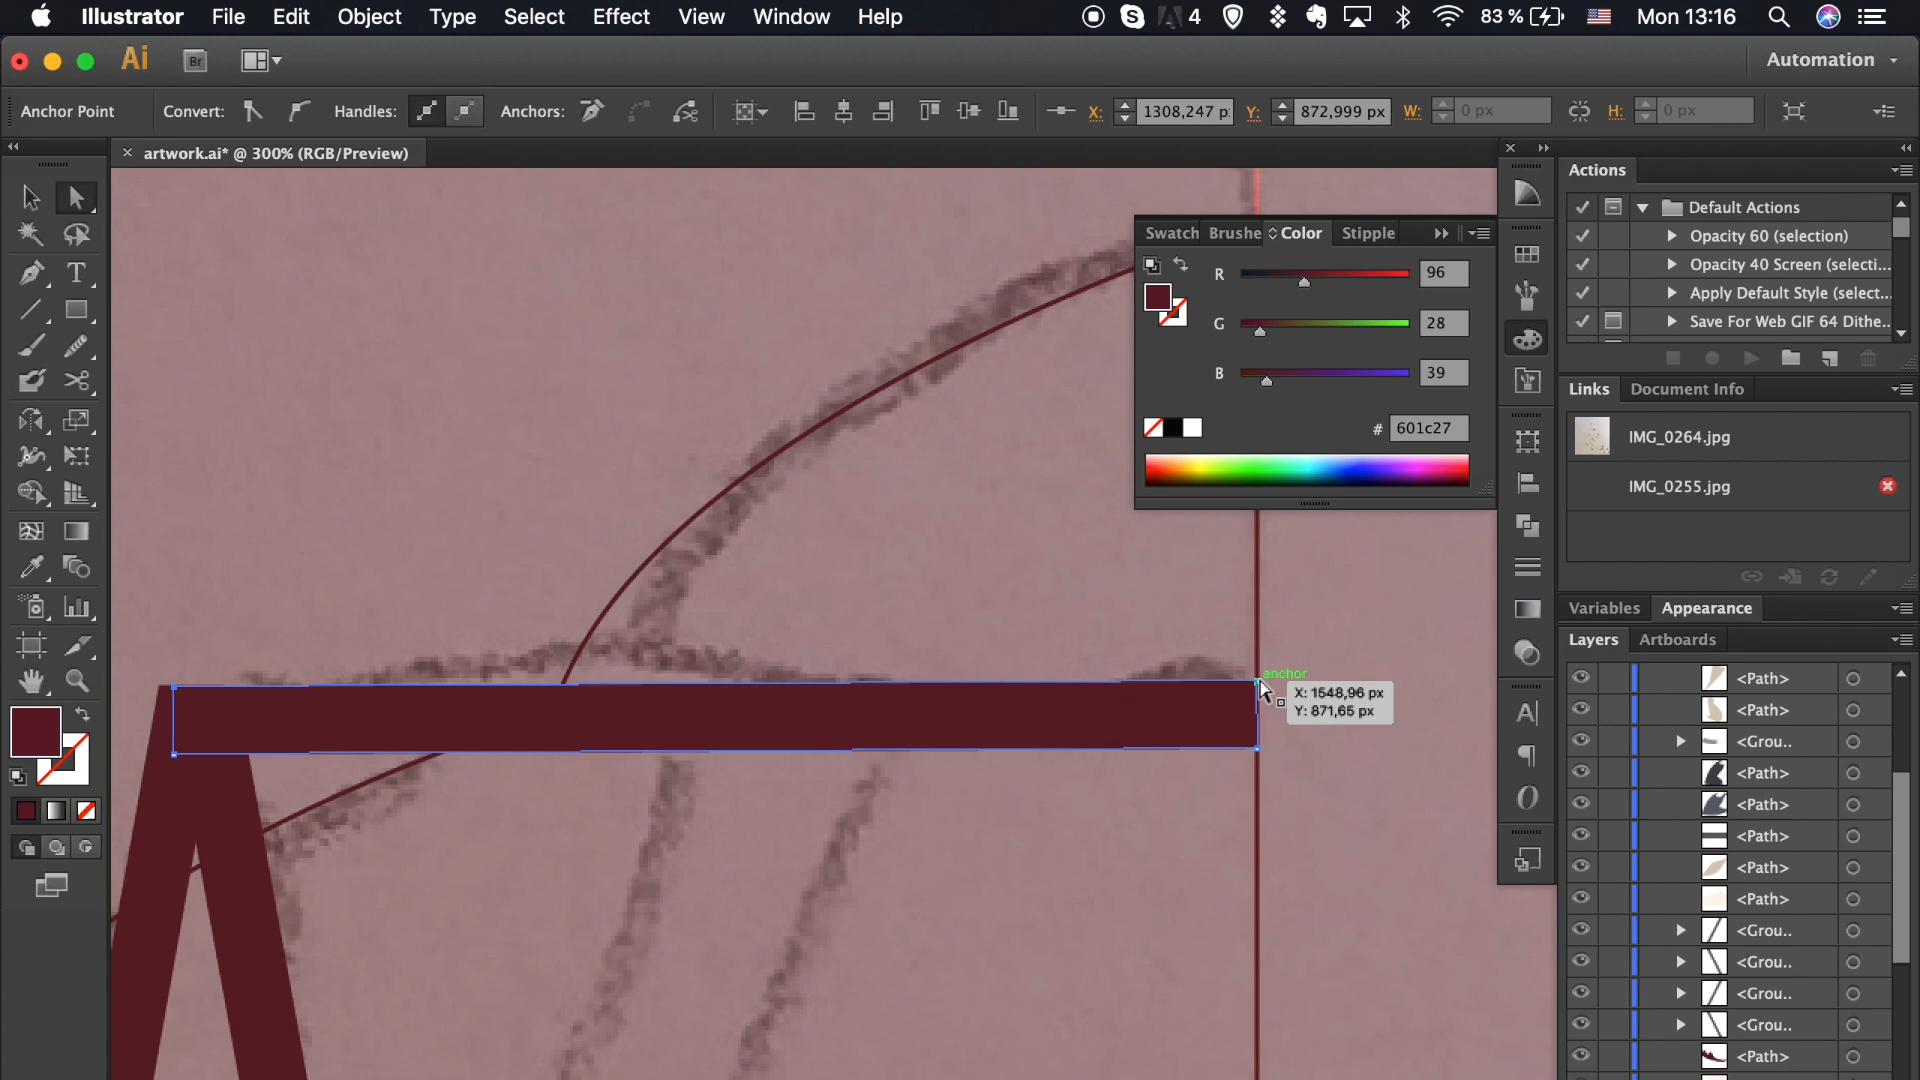 Illustrator File Edit Object Type Select Effect View Window Help 4 83 % Mon 13:16
Ai Br Automation
Anchor Point Convert: Handles: Anchors: X: 1308,247 p: Y: 872,999 px W: 0 px H: 0 px
artwork.ai* @ 300% (RGB/Preview)
Actions
Default Actions
Opacity 60 (selection)
Opacity 40 Screen (selecti...
Apply Default Style (select...
Save For Web GIF 64 Dithe..
Swatch Brushe Color Stipple
R 96
G 28
B 39
# 601c27
Links Document Info
IMG_0264.jpg
IMG_0255.jpg
Variables Appearance
Layers Artboards
<Path>
<Path>
<Grou..
<Path>
<Path>
<Path>
<Path>
<Path>
<Grou..
<Grou..
<Grou..
<Grou..
<Path>
anchor
X: 1548,96 px
Y: 871,65 px